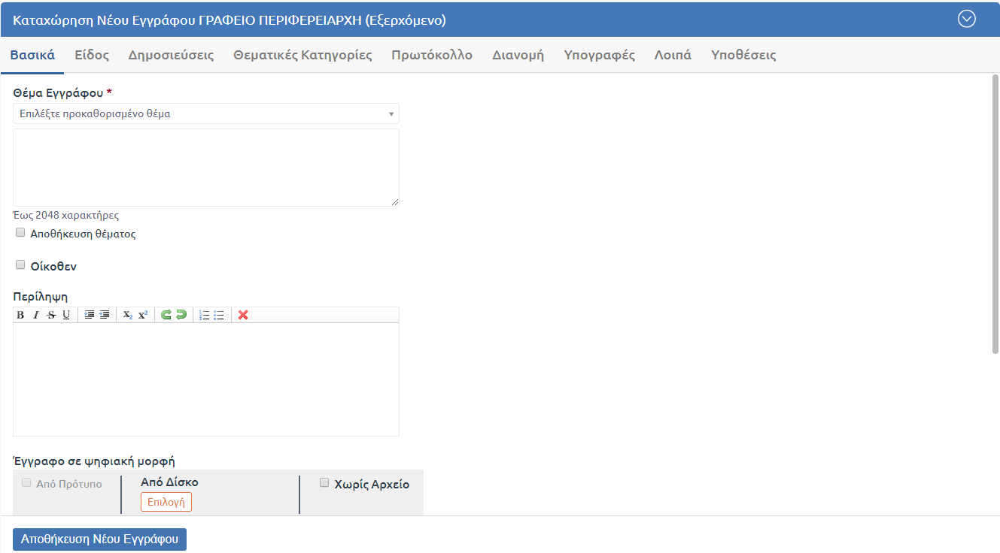 Καταχώρηση Νέου Εγγράφου ΓΡΑΦΕΙΟ ΠΕΡΙΦΕΡΕΙΑΡΧΗ (Εξερχόμενο)
Βασικά Είδος Δημοσιεύσεις Θεματικές Κατηγορίες Πρωτόκολλο Διανομή Υπογραφές Λοιπά Υποθέσεις
Θέμα Εγγράφου *
Επιλέξτε προκαθορισμένο θέμα
Έως 2048 χαρακτήρες
Αποθήκευση θέματος
Οίκοθεν
Περίληψη
B I S U X2 X2
Έγγραφο σε ψηφιακή μορφή
Από Πρότυπο Από Δίσκο Χωρίς Αρχείο
Επιλογή
Αποθήκευση Νέου Εγγράφου